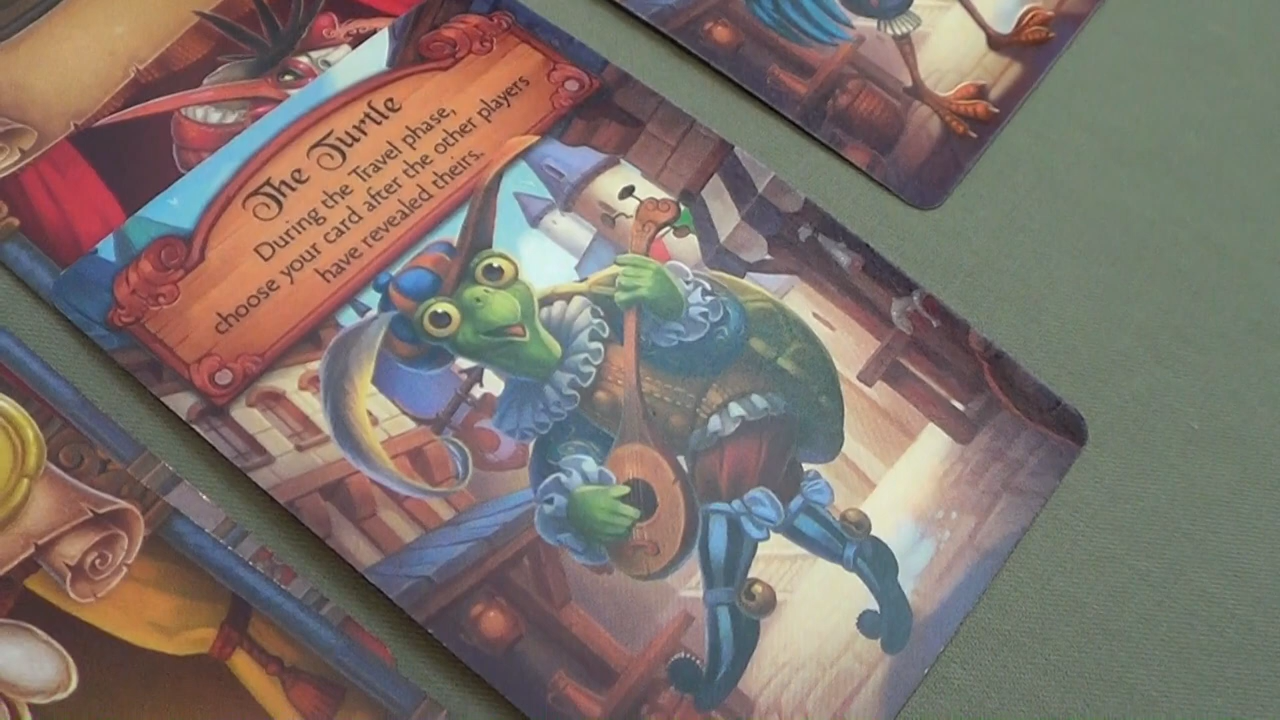 The Turtle
During the Travel phase,
choose your card after the other players
have revealed theirs.